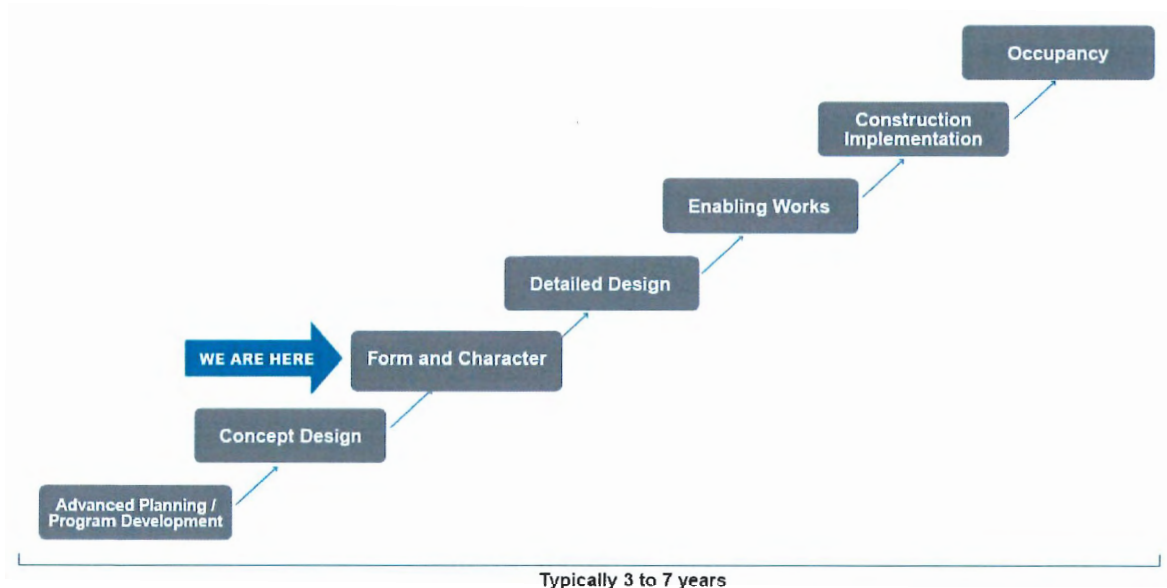 Occupancy
Construction
Implementation
Enabling Works
Detailed Design
WE ARE HERE
Form and Character
Concept Design
Advanced Planning /
Program Development
Typically 3 to 7 years